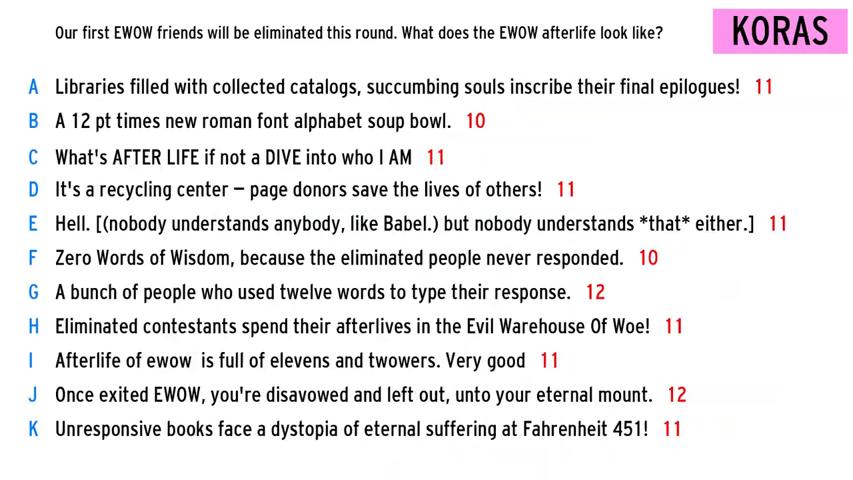 Our first EWOW friends will be eliminated this round. What does the EWOW afterlife look like?
KORAS
A Libraries filled with collected catalogs, succumbing souls inscribe their final epilogues! 11
B A 12 pt times new roman font alphabet soup bowl. 10
C What's AFTER LIFE if not a DIVE into who I AM 11
D It's a recycling center – page donors save the lives of others! 11
E Hell. [(nobody understands anybody, like Babel.) but nobody understands *that* either.] 11
F Zero Words of Wisdom, because the eliminated people never responded. 10
G A bunch of people who used twelve words to type their response. 12
H Eliminated contestants spend their afterlives in the Evil Warehouse Of Woe! 11
I Afterlife of ewow is full of elevens and twowers. Very good 11
J Once exited EWOW, you're disavowed and left out, unto your eternal mount. 12
K Unresponsive books face a dystopia of eternal suffering at Fahrenheit 451! 11